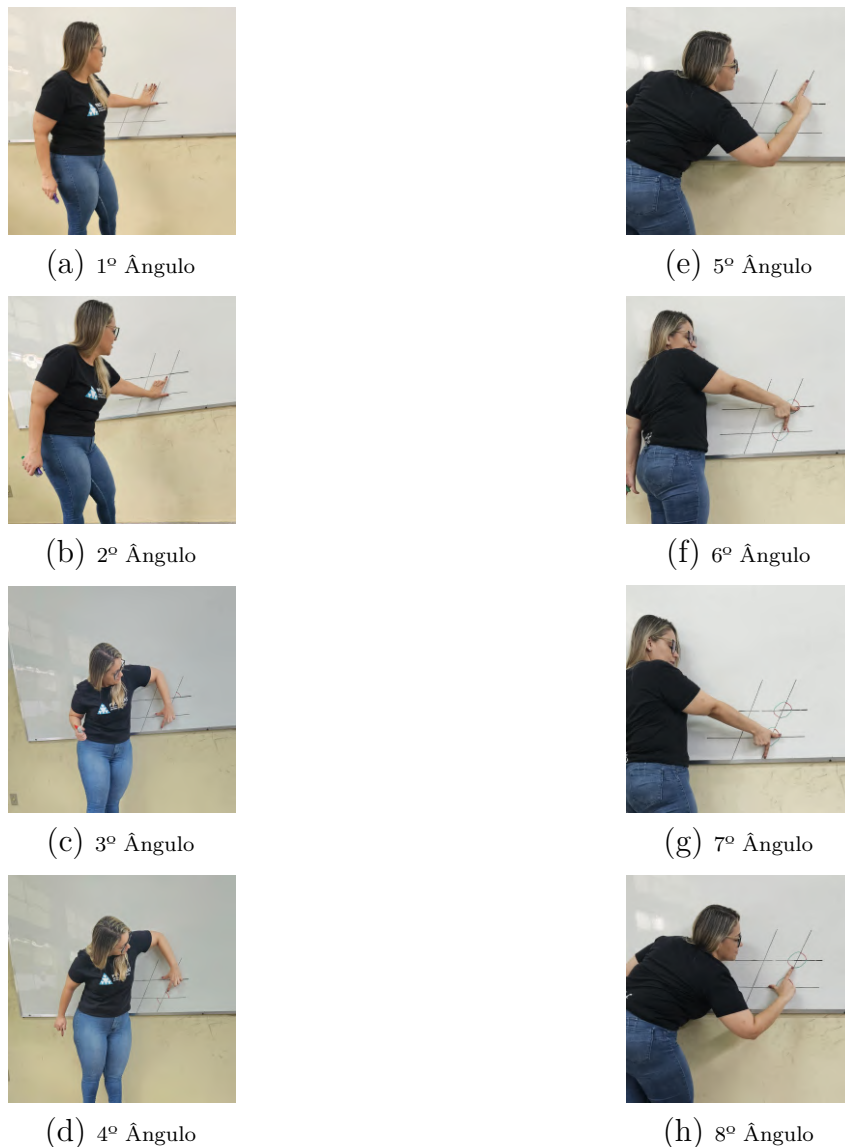 (a) 1º Ângulo
(b) 2º Ângulo
(c) 3º Ângulo
(d) 4º Ângulo
(e) 5º Ângulo
(f) 6º Ângulo
(g) 7º Ângulo
(h) 8º Ângulo